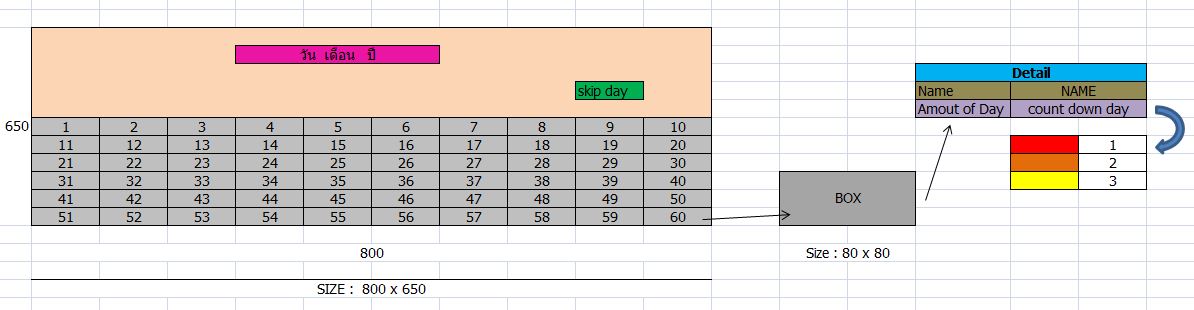 วัน เดือน ปี
skip day
650
1 2 3 4 5 6 7 8 9 10
11 12 13 14 15 16 17 18 19 20
21 22 23 24 25 26 27 28 29 30
31 32 33 34 35 36 37 38 39 40
41 42 43 44 45 46 47 48 49 50
51 52 53 54 55 56 57 58 59 60
800
SIZE : 800 x 650
BOX
Size : 80 x 80
Detail
Name NAME
Amout of Day count down day
1
2
3